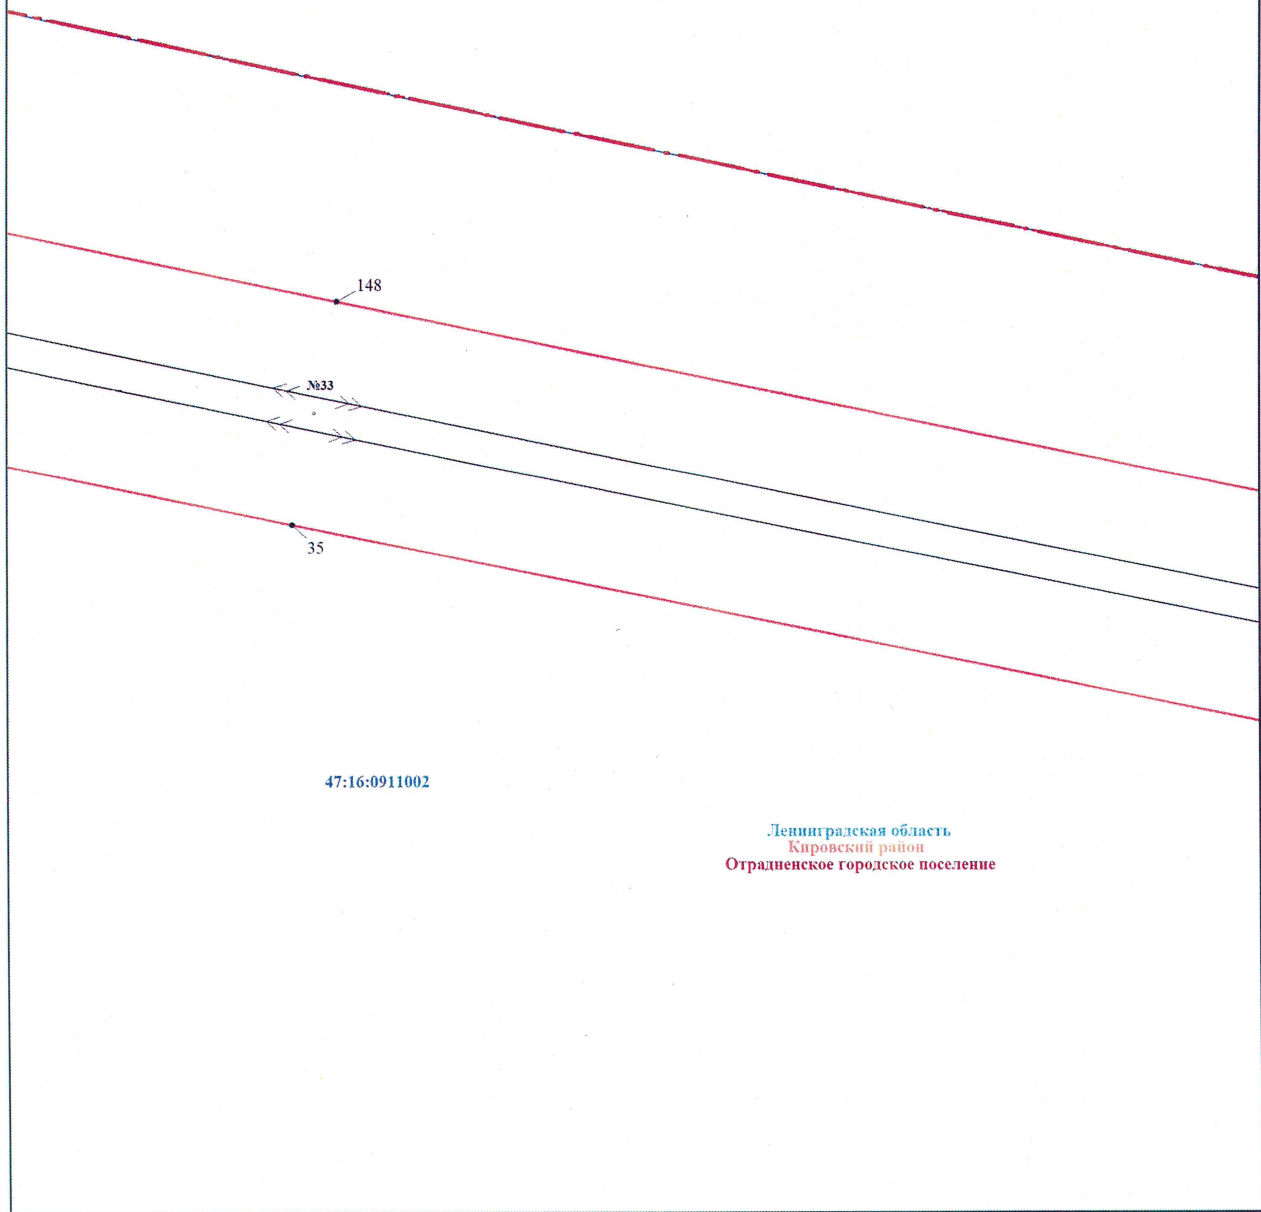 148
№33
35
47:16:0911002
Ленинградская область
Кировский район
Отрадненское городское поселение